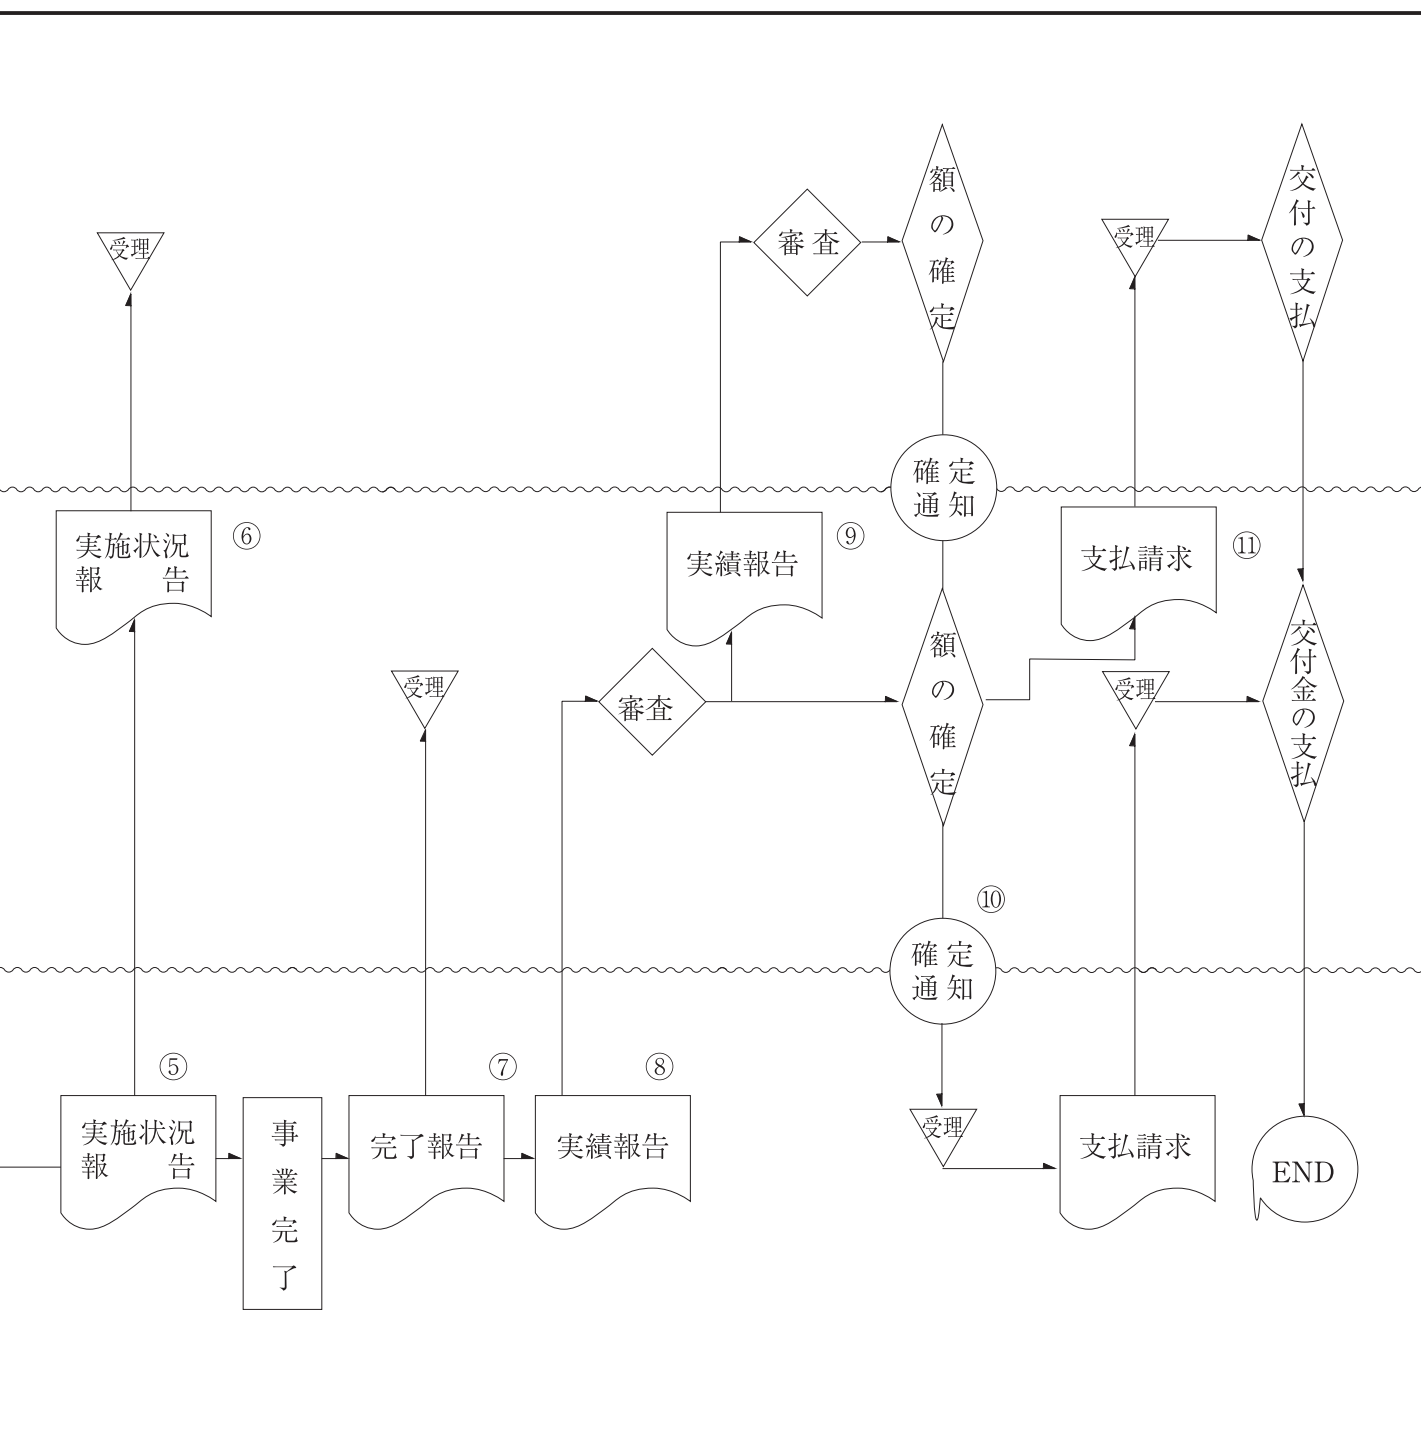 額の確定
交付の支払
受理
審査
受理
確定
通知
実施状況
報　　告
⑥
実績報告
⑨
支払請求
⑪
額の確定
交付金の支払
受理
審査
受理
⑩
確定
通知
⑤
⑦
⑧
実施状況
報　　告
事業完了
完了報告
実績報告
受理
支払請求
END